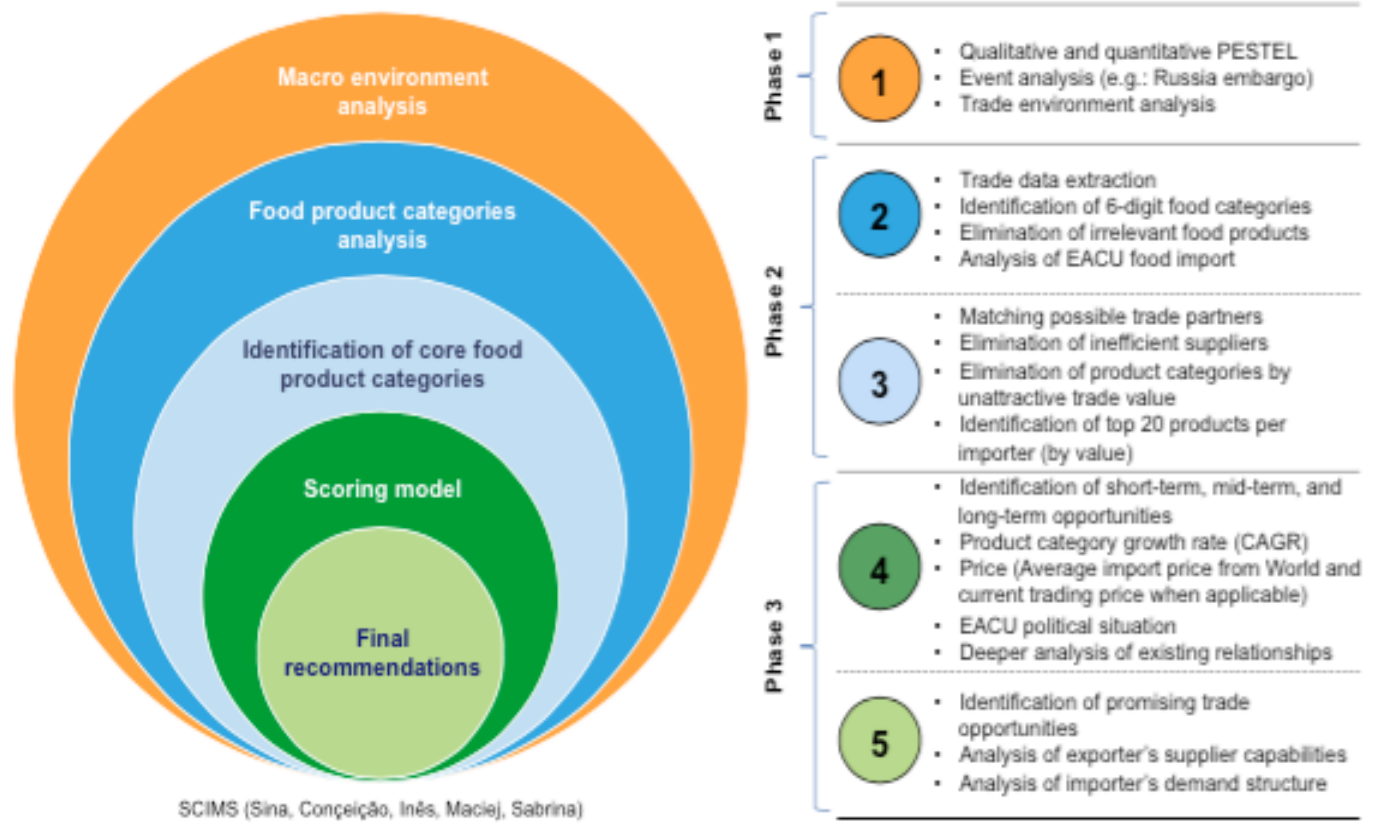 Macro environment
analysis
Food product categories
analysis
Identification of core food
product categories
Scoring model
Final
recommendations
SCIMS (Sina, Conçeição, Inês, Maciej, Sabrina)
Phase 1
1
• Qualitative and quantitative PESTEL
• Event analysis (e.g.: Russia embargo)
• Trade environment analysis
Phase 2
2
• Trade data extraction
• Identification of 6-digit food categories
• Elimination of irrelevant food products
• Analysis of EACU food import
3
• Matching possible trade partners
• Elimination of inefficient suppliers
• Elimination of product categories by
unattractive trade value
• Identification of top 20 products per
importer (by value)
Phase 3
4
• Identification of short-term, mid-term, and
long-term opportunities
• Product category growth rate (CAGR)
• Price (Average import price from World and
current trading price when applicable)
• EACU political situation
• Deeper analysis of existing relationships
5
• Identification of promising trade
opportunities
• Analysis of exporter´s supplier capabilities
• Analysis of importer´s demand structure